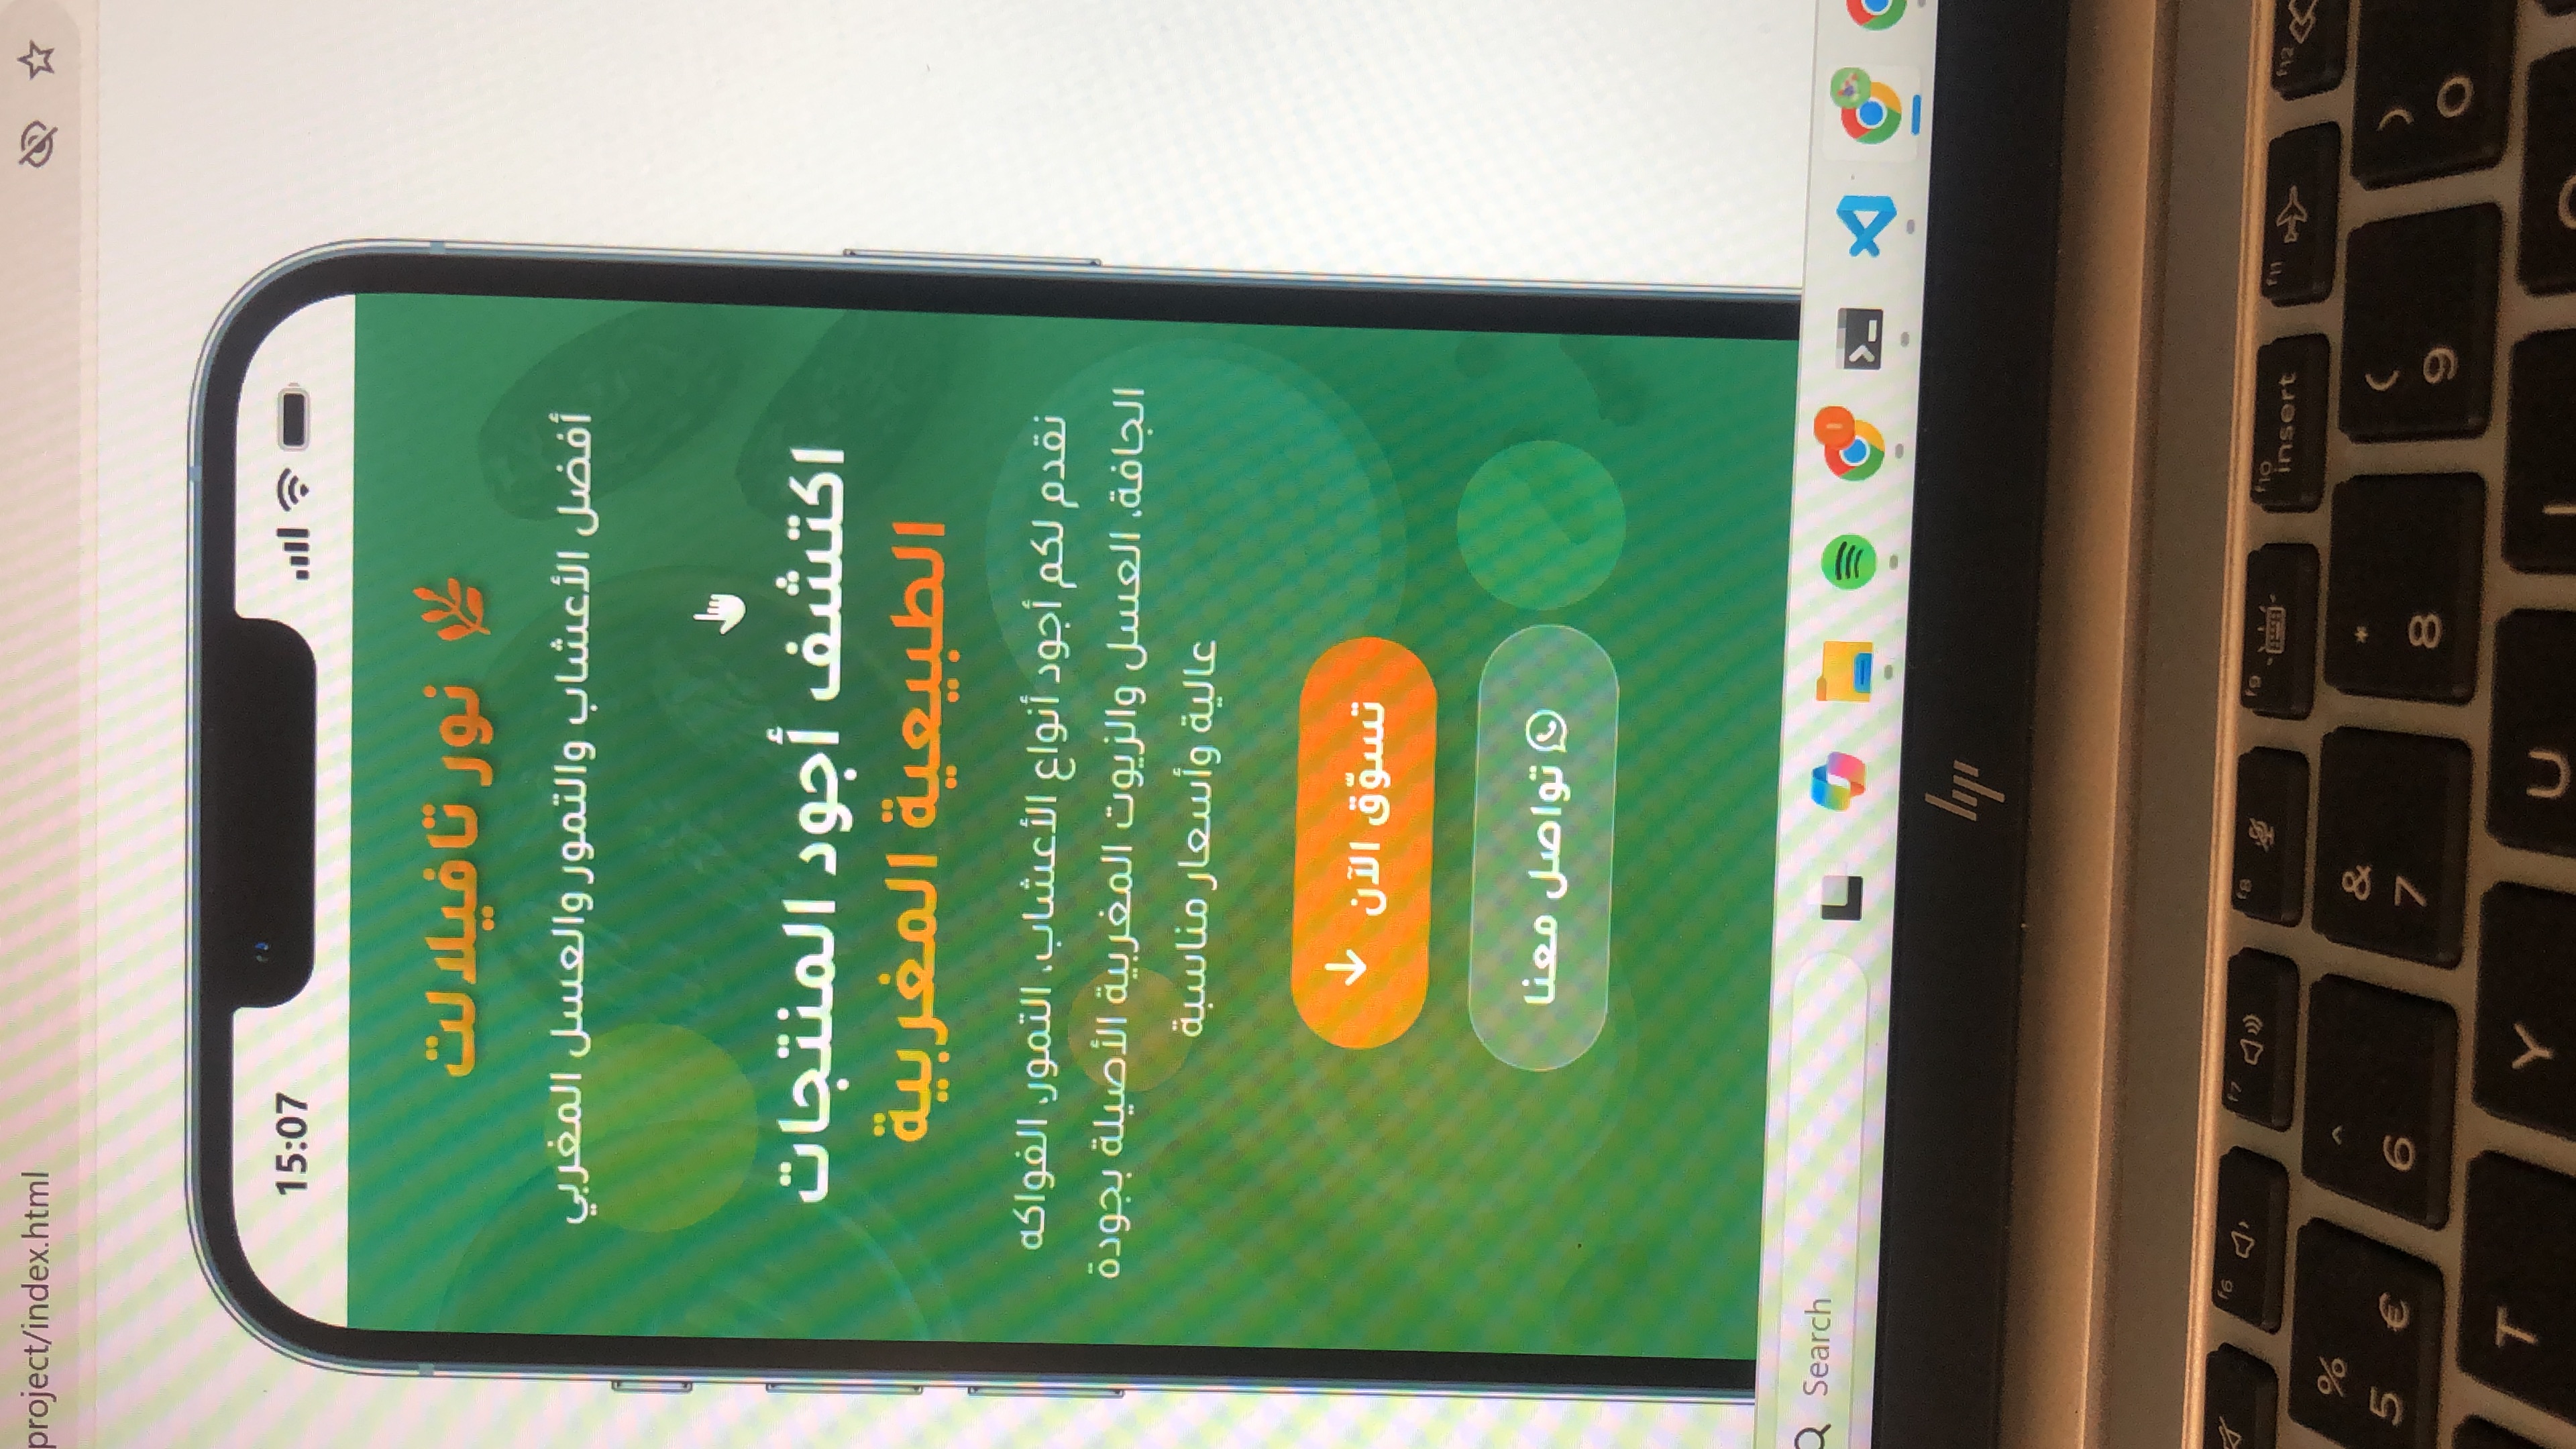 project/index.html
15:07
نور تافيلالت
أفضل الأعشاب والتمور والعسل المغربي
اكتشف أجود المنتجات
الطبيعية المغربية
نقدم لكم أجود أنواع الأعشاب، التمور، الفواكه
الجافة، العسل والزيوت المغربية الأصيلة بجودة
عالية وأسعار مناسبة
تسوّق الآن
تواصل معنا
Search
hp
f6 f7 f8 f9 f10 insert f11 f12
% 5 € ^ 6 & 7 * 8 ( 9 ) 0
T Y U